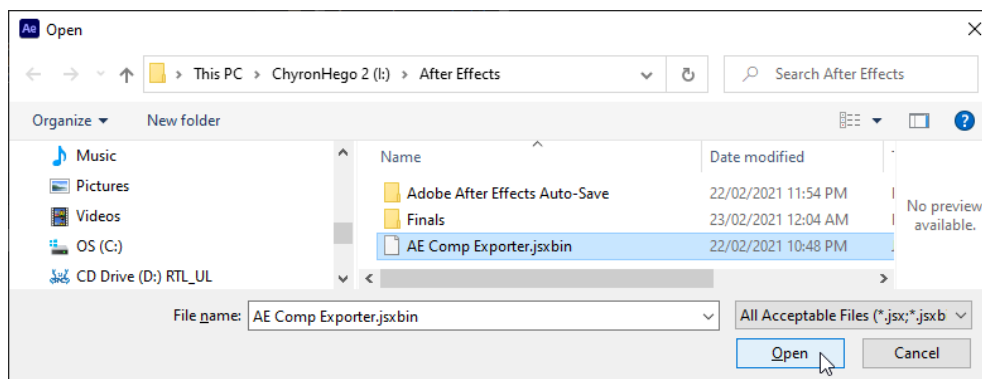 Ae Open
This PC > ChyronHego 2 (I:) > After Effects
Search After Effects
Organize
New folder
?
Music
Pictures
Videos
OS (C:)
CD Drive (D:) RTL_UL
Name
Date modified
Adobe After Effects Auto-Save
22/02/2021 11:54 PM
Finals
23/02/2021 12:04 AM
AE Comp Exporter.jsxbin
22/02/2021 10:48 PM
No preview
available.
File name:
AE Comp Exporter.jsxbin
All Acceptable Files (*.jsx;*.jsxb
Open
Cancel